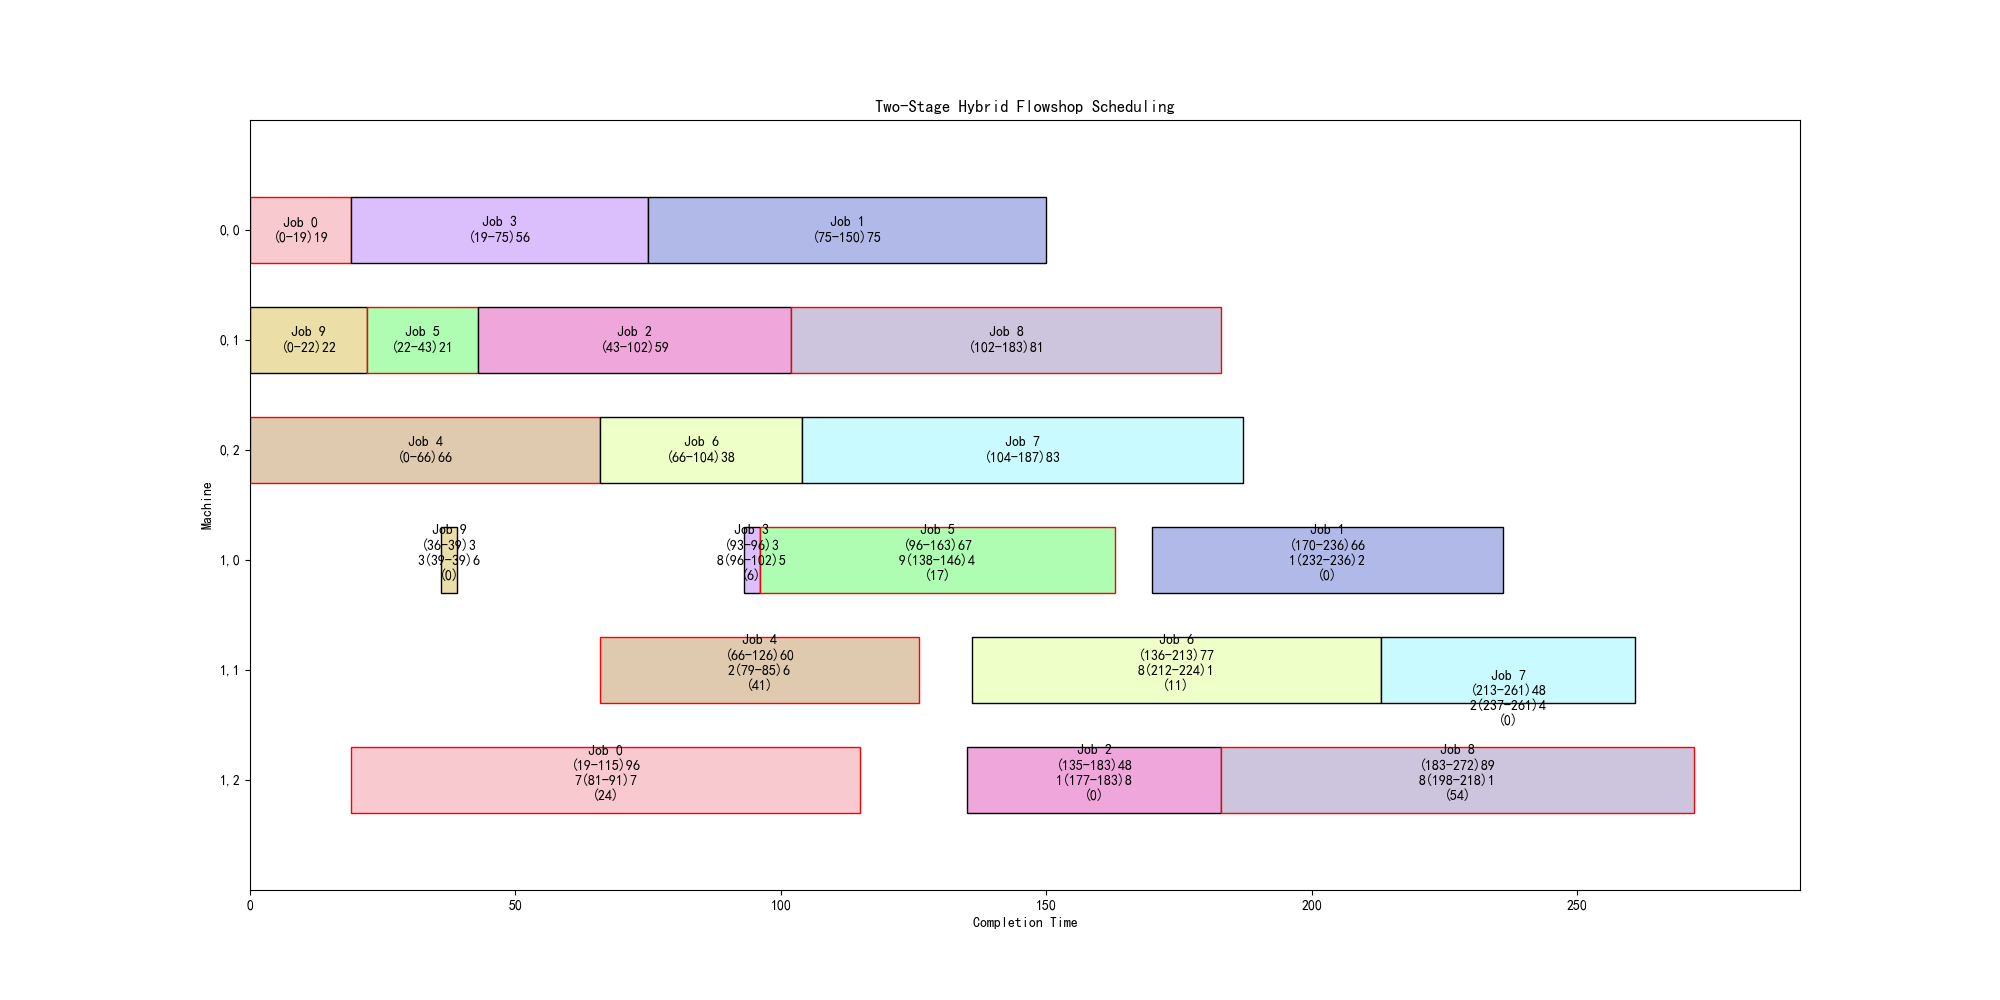 Two-Stage Hybrid Flowshop Scheduling
Machine
0,0
Job 0
(0-19)19
Job 3
(19-75)56
Job 1
(75-150)75
0,1
Job 9
(0-22)22
Job 5
(22-43)21
Job 2
(43-102)59
Job 8
(102-183)81
0,2
Job 4
(0-66)66
Job 6
(66-104)38
Job 7
(104-187)83
1,0
Job 9
(36-39)3
3(39-39)6
(0)
Job 3
(93-96)3
8(96-102)5
(6)
Job 5
(96-163)67
9(138-146)4
(17)
Job 1
(170-236)66
1(232-236)2
(0)
1,1
Job 4
(66-126)60
2(79-85)6
(41)
Job 6
(136-213)77
8(212-224)1
(11)
Job 7
(213-261)48
2(237-261)4
(0)
1,2
Job 0
(19-115)96
7(81-91)7
(24)
Job 2
(135-183)48
1(177-183)8
(0)
Job 8
(183-272)89
8(198-218)1
(54)
0 50 100 150 200 250
Completion Time